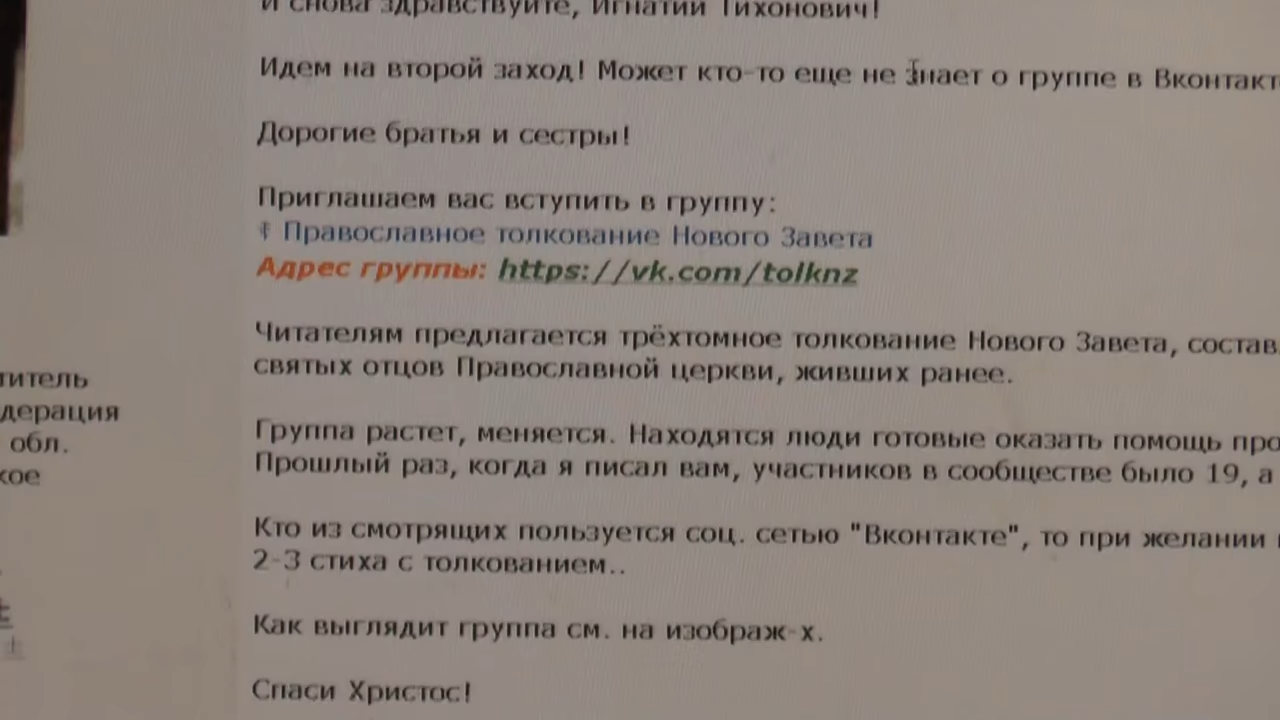 И снова здравствуйте, Игнатий Тихонович!
Идем на второй заход! Может кто-то еще не знает о группе в Вконтакт
Дорогие братья и сестры!
Приглашаем вас вступить в группу:
☦ Православное толкование Нового Завета
Адрес группы: https://vk.com/tolknz
Читателям предлагается трёхтомное толкование Нового Завета, состав
святых отцов Православной церкви, живших ранее.
Группа растет, меняется. Находятся люди готовые оказать помощь про
Прошлый раз, когда я писал вам, участников в сообществе было 19, а
Кто из смотрящих пользуется соц. сетью "Вконтакте", то при желании
2-3 стиха с толкованием..
Как выглядит группа см. на изображ-х.
Спаси Христос!
титель
дерация
обл.
кое